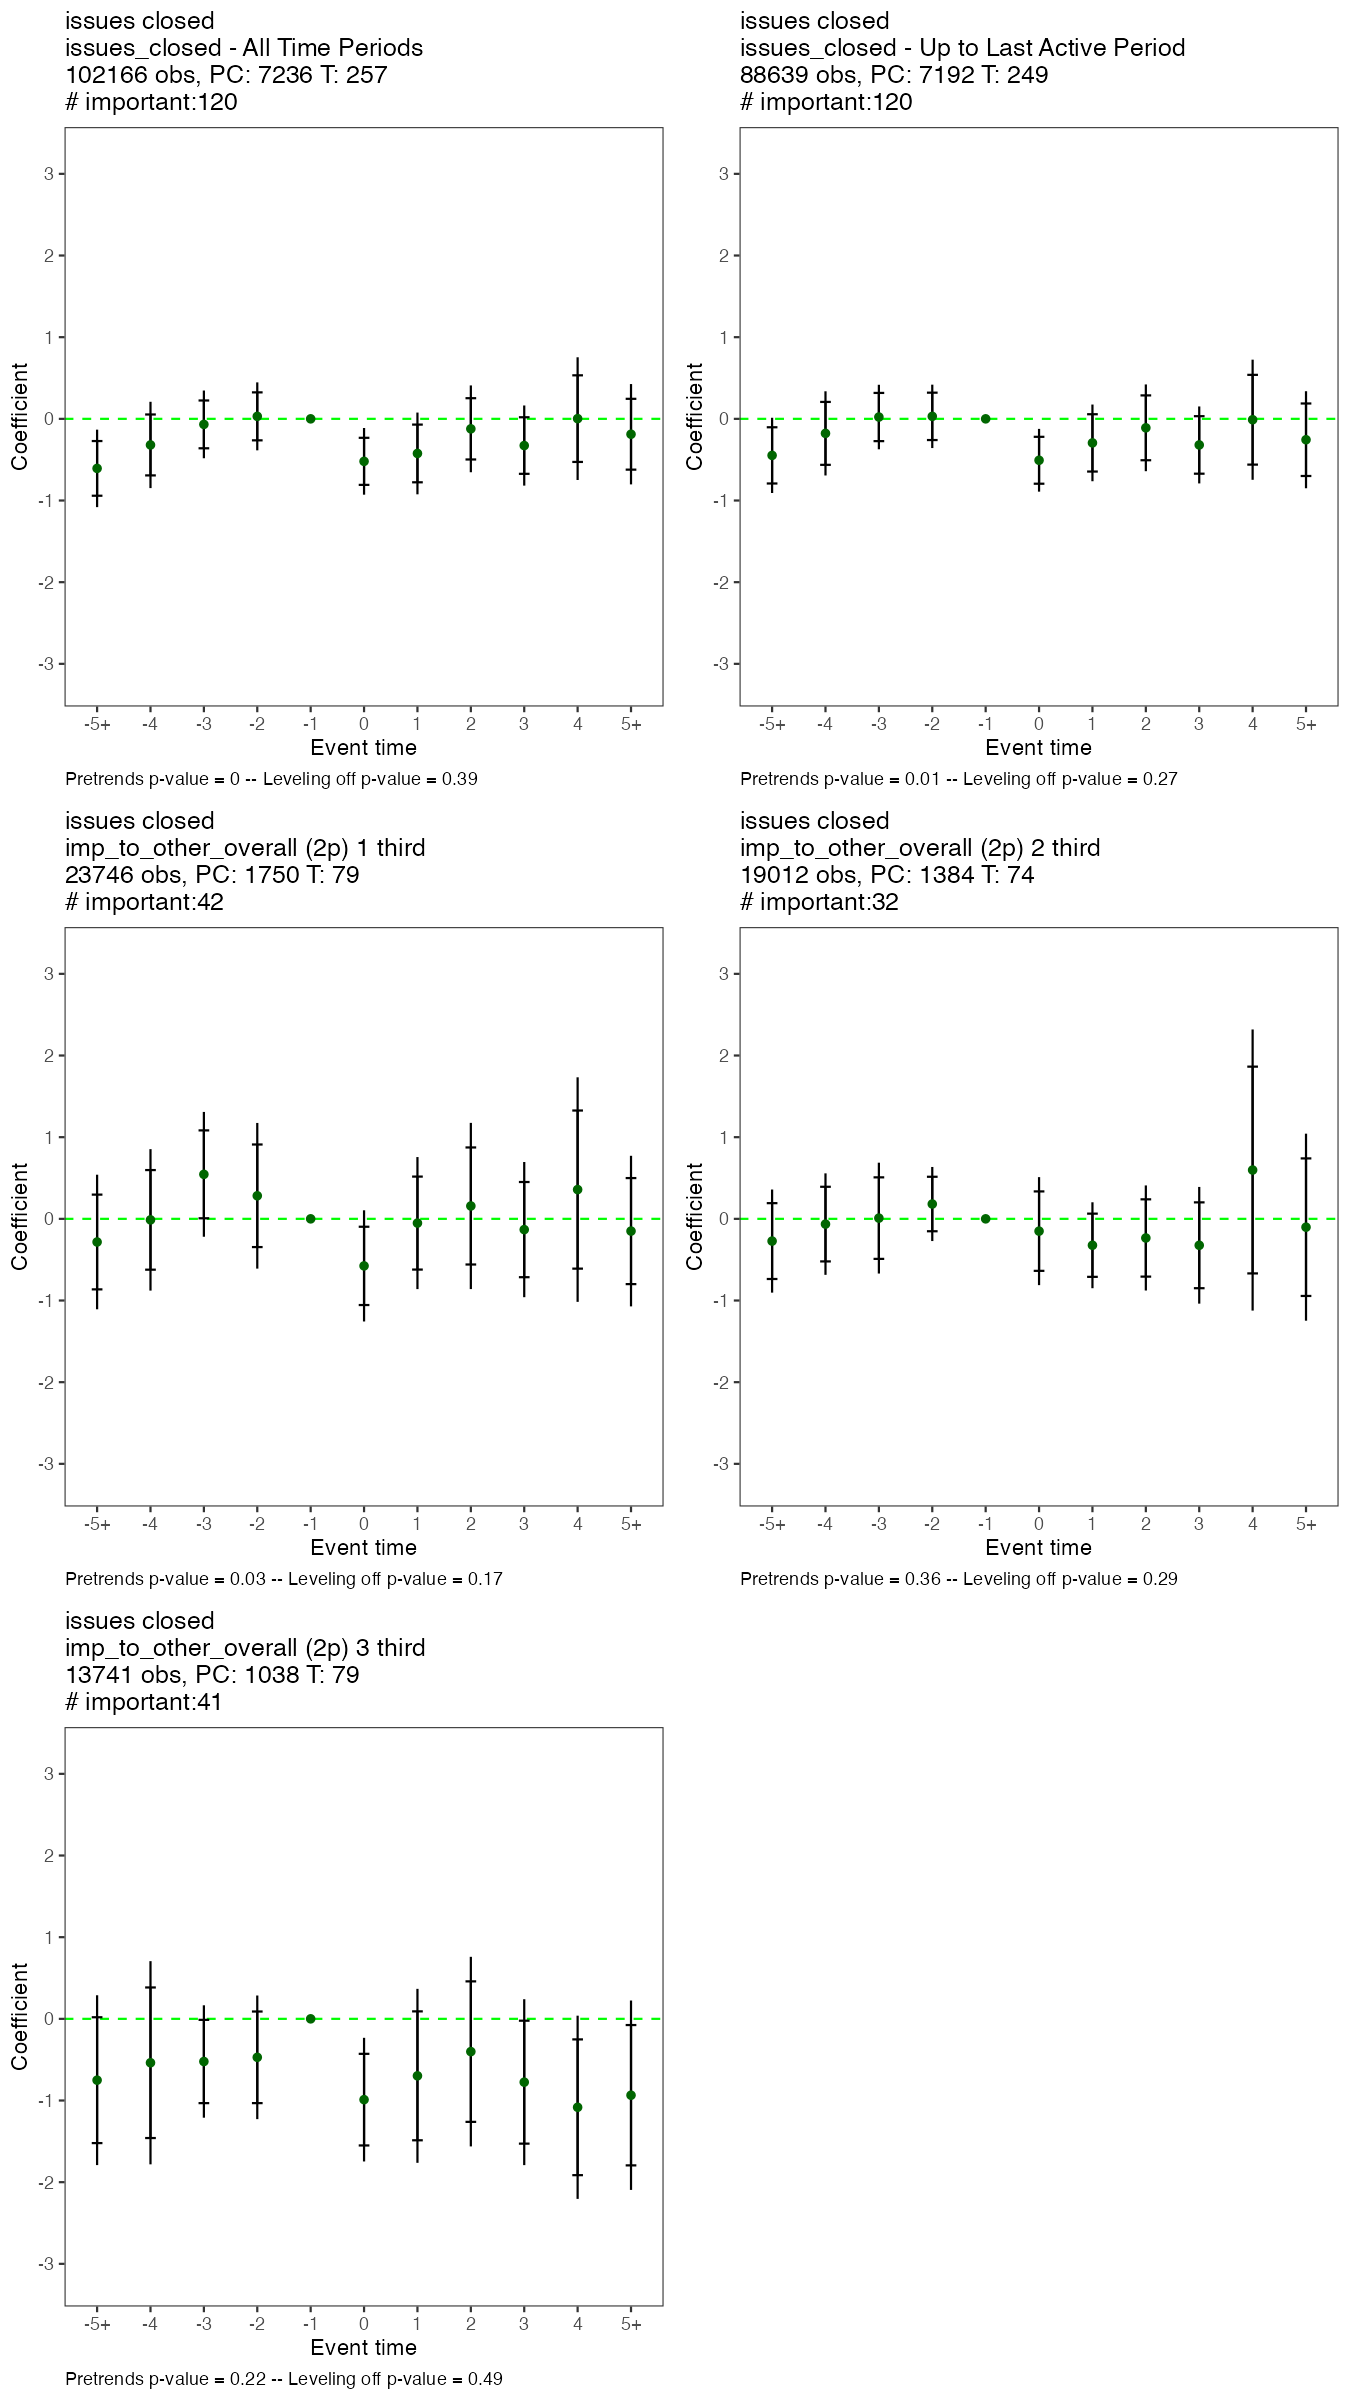 issues closed
issues_closed - All Time Periods
102166 obs, PC: 7236 T: 257
# important:120
3
2
1
0
-1
-2
-3
Coefficient
-5+ -4 -3 -2 -1 0 1 2 3 4 5+
Event time
Pretrends p-value = 0 -- Leveling off p-value = 0.39
issues closed
issues_closed - Up to Last Active Period
88639 obs, PC: 7192 T: 249
# important:120
3
2
1
0
-1
-2
-3
Coefficient
-5+ -4 -3 -2 -1 0 1 2 3 4 5+
Event time
Pretrends p-value = 0.01 -- Leveling off p-value = 0.27
issues closed
imp_to_other_overall (2p) 1 third
23746 obs, PC: 1750 T: 79
# important:42
3
2
1
0
-1
-2
-3
Coefficient
-5+ -4 -3 -2 -1 0 1 2 3 4 5+
Event time
Pretrends p-value = 0.03 -- Leveling off p-value = 0.17
issues closed
imp_to_other_overall (2p) 2 third
19012 obs, PC: 1384 T: 74
# important:32
3
2
1
0
-1
-2
-3
Coefficient
-5+ -4 -3 -2 -1 0 1 2 3 4 5+
Event time
Pretrends p-value = 0.36 -- Leveling off p-value = 0.29
issues closed
imp_to_other_overall (2p) 3 third
13741 obs, PC: 1038 T: 79
# important:41
3
2
1
0
-1
-2
-3
Coefficient
-5+ -4 -3 -2 -1 0 1 2 3 4 5+
Event time
Pretrends p-value = 0.22 -- Leveling off p-value = 0.49